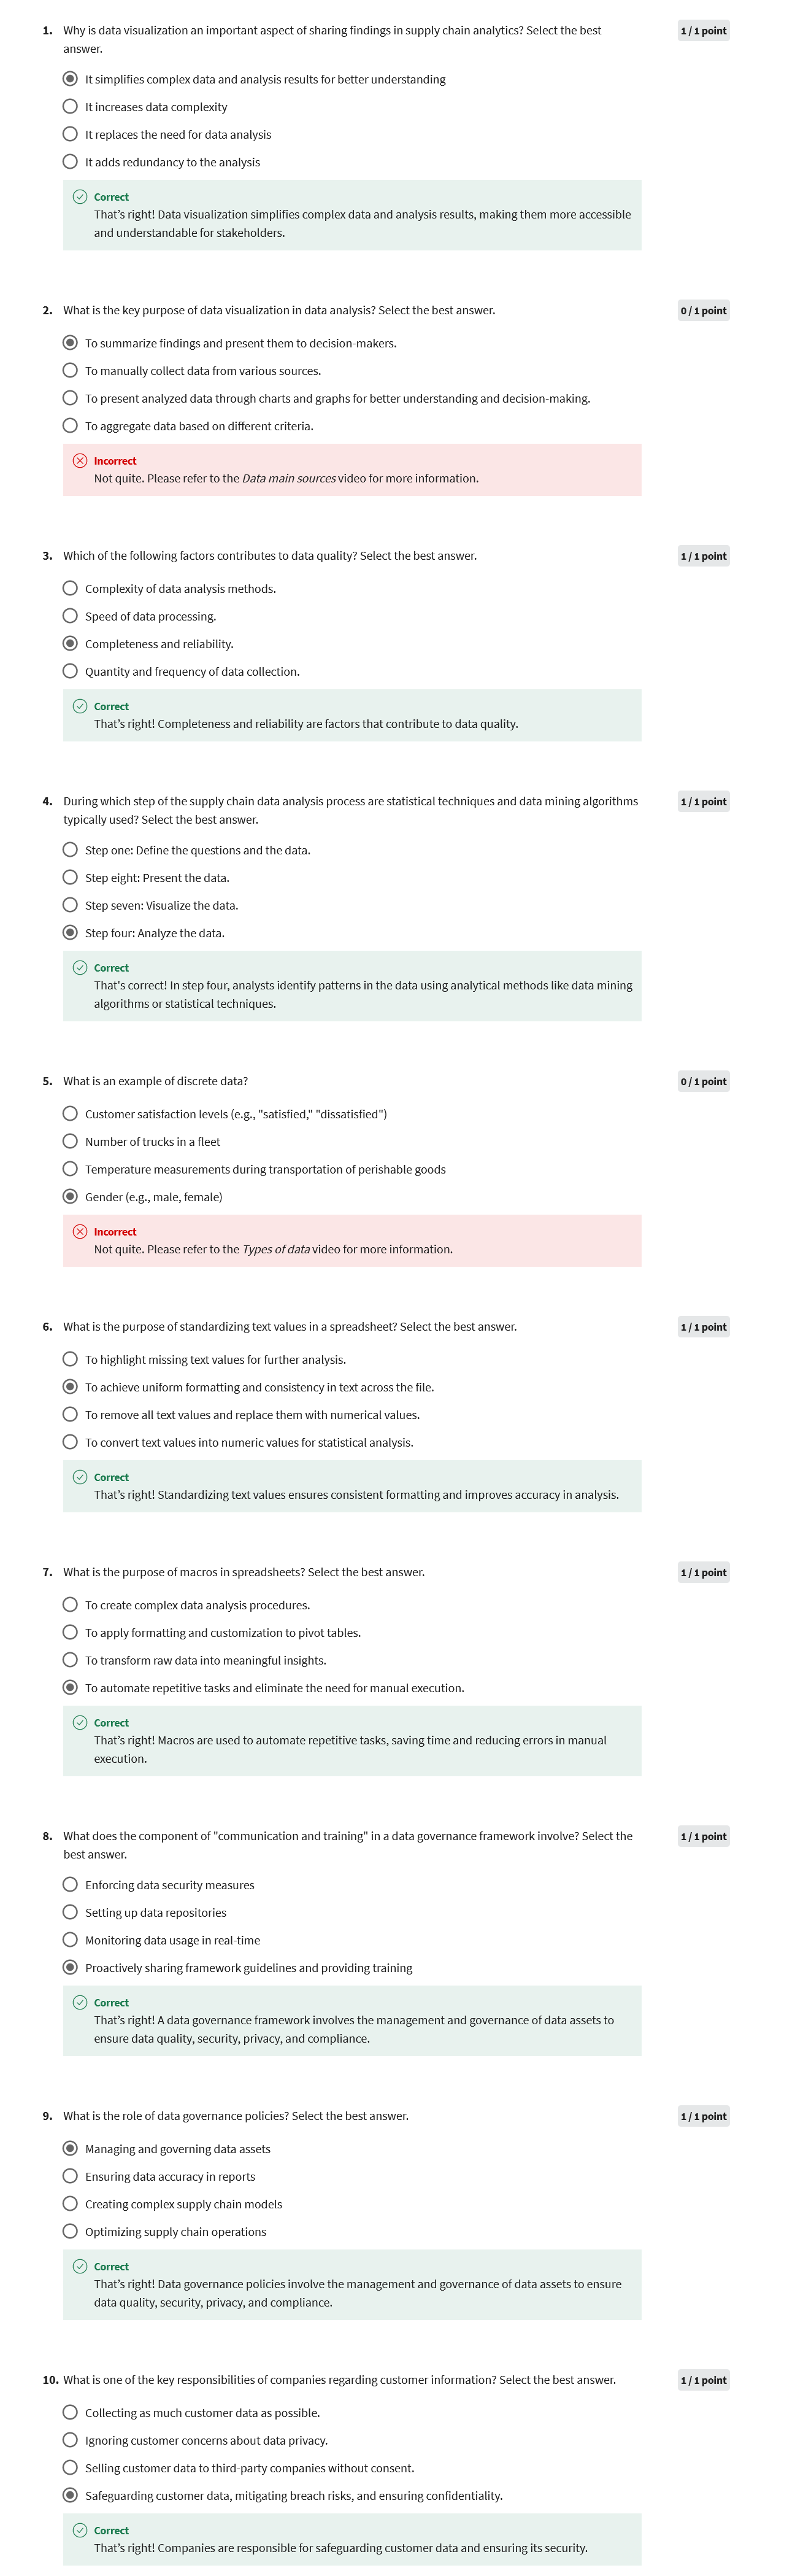 1. Why is data visualization an important aspect of sharing findings in supply chain analytics? Select the best
answer.
1 / 1 point
It simplifies complex data and analysis results for better understanding
It increases data complexity
It replaces the need for data analysis
It adds redundancy to the analysis
Correct
That's right! Data visualization simplifies complex data and analysis results, making them more accessible
and understandable for stakeholders.
2. What is the key purpose of data visualization in data analysis? Select the best answer.
0 / 1 point
To summarize findings and present them to decision-makers.
To manually collect data from various sources.
To present analyzed data through charts and graphs for better understanding and decision-making.
To aggregate data based on different criteria.
Incorrect
Not quite. Please refer to the Data main sources video for more information.
3. Which of the following factors contributes to data quality? Select the best answer.
1 / 1 point
Complexity of data analysis methods.
Speed of data processing.
Completeness and reliability.
Quantity and frequency of data collection.
Correct
That's right! Completeness and reliability are factors that contribute to data quality.
4. During which step of the supply chain data analysis process are statistical techniques and data mining algorithms
typically used? Select the best answer.
1 / 1 point
Step one: Define the questions and the data.
Step eight: Present the data.
Step seven: Visualize the data.
Step four: Analyze the data.
Correct
That's correct! In step four, analysts identify patterns in the data using analytical methods like data mining
algorithms or statistical techniques.
5. What is an example of discrete data?
0 / 1 point
Customer satisfaction levels (e.g., "satisfied," "dissatisfied")
Number of trucks in a fleet
Temperature measurements during transportation of perishable goods
Gender (e.g., male, female)
Incorrect
Not quite. Please refer to the Types of data video for more information.
6. What is the purpose of standardizing text values in a spreadsheet? Select the best answer.
1 / 1 point
To highlight missing text values for further analysis.
To achieve uniform formatting and consistency in text across the file.
To remove all text values and replace them with numerical values.
To convert text values into numeric values for statistical analysis.
Correct
That's right! Standardizing text values ensures consistent formatting and improves accuracy in analysis.
7. What is the purpose of macros in spreadsheets? Select the best answer.
1 / 1 point
To create complex data analysis procedures.
To apply formatting and customization to pivot tables.
To transform raw data into meaningful insights.
To automate repetitive tasks and eliminate the need for manual execution.
Correct
That's right! Macros are used to automate repetitive tasks, saving time and reducing errors in manual
execution.
8. What does the component of "communication and training" in a data governance framework involve? Select the
best answer.
1 / 1 point
Enforcing data security measures
Setting up data repositories
Monitoring data usage in real-time
Proactively sharing framework guidelines and providing training
Correct
That's right! A data governance framework involves the management and governance of data assets to
ensure data quality, security, privacy, and compliance.
9. What is the role of data governance policies? Select the best answer.
1 / 1 point
Managing and governing data assets
Ensuring data accuracy in reports
Creating complex supply chain models
Optimizing supply chain operations
Correct
That's right! Data governance policies involve the management and governance of data assets to ensure
data quality, security, privacy, and compliance.
10. What is one of the key responsibilities of companies regarding customer information? Select the best answer.
1 / 1 point
Collecting as much customer data as possible.
Ignoring customer concerns about data privacy.
Selling customer data to third-party companies without consent.
Safeguarding customer data, mitigating breach risks, and ensuring confidentiality.
Correct
That's right! Companies are responsible for safeguarding customer data and ensuring its security.